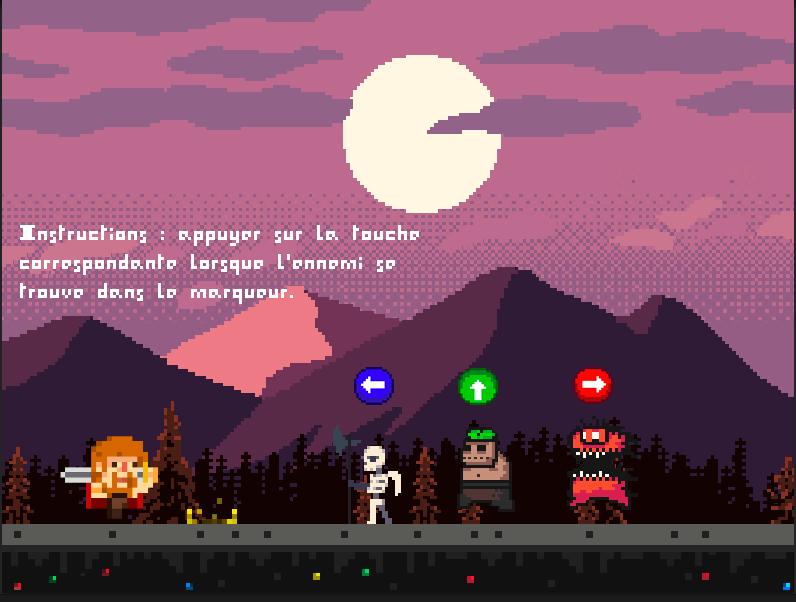 Instructions : appuyer sur la touche
correspondante lorsque l'ennemi se
trouve dans le marqueur.